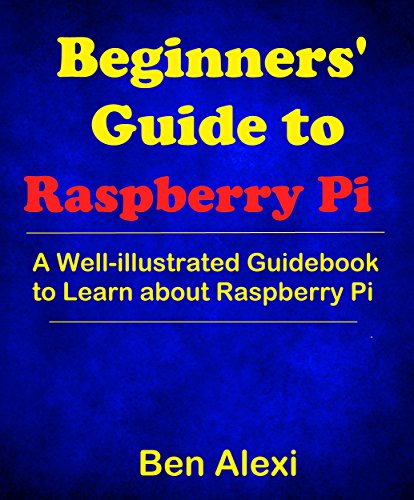 Beginners'
Guide to
Raspberry Pi
A Well-illustrated Guidebook
to Learn about Raspberry Pi
Ben Alexi